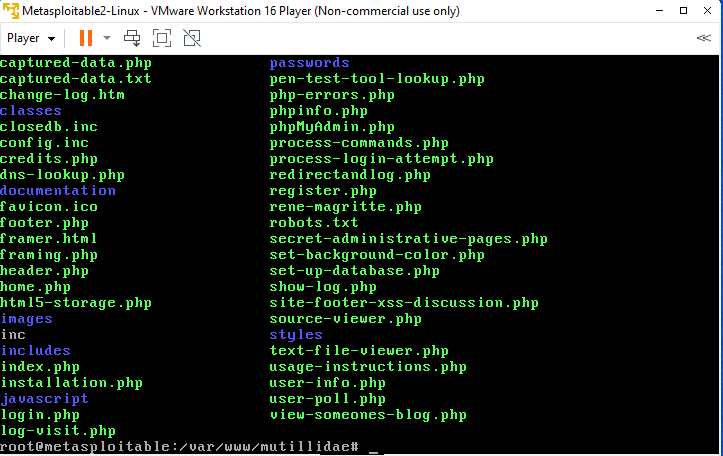 Metasploitable2-Linux - VMware Workstation 16 Player (Non-commercial use only)
Player
captured-data.php passwords
captured-data.txt pen-test-tool-lookup.php
change-log.htm php-errors.php
classes phpinfo.php
closedb.inc phpMyAdmin.php
config.inc process-commands.php
credits.php process-login-attempt.php
dns-lookup.php redirectandlog.php
documentation register.php
favicon.ico rene-magritte.php
footer.php robots.txt
framer.html secret-administrative-pages.php
framing.php set-background-color.php
header.php set-up-database.php
home.php show-log.php
html5-storage.php site-footer-xss-discussion.php
images source-viewer.php
inc styles
includes text-file-viewer.php
index.php usage-instructions.php
installation.php user-info.php
javascript user-poll.php
login.php view-someones-blog.php
log-visit.php
root@metasploitable:/var/www/mutillidae# _